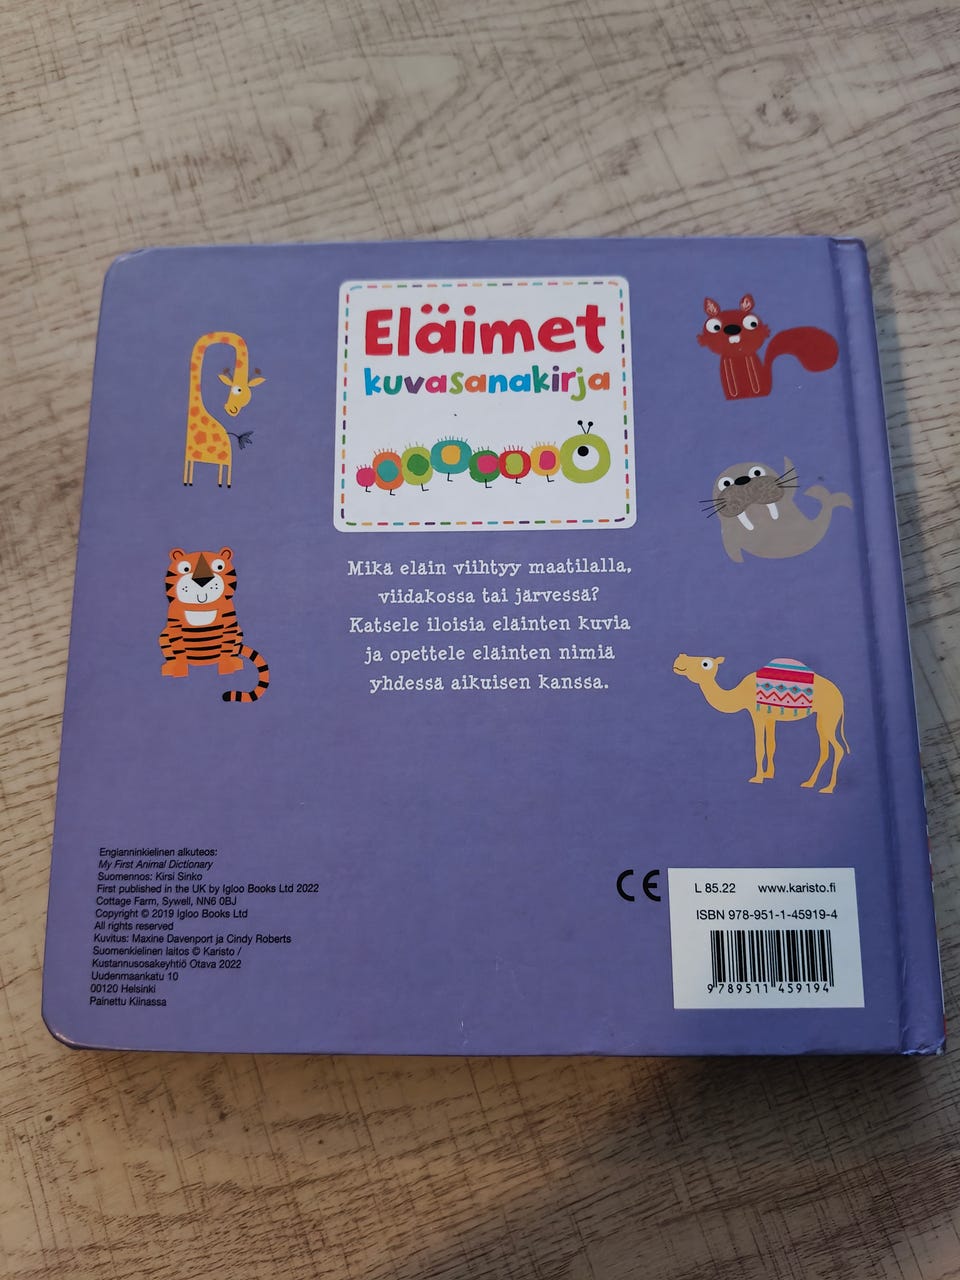 Eläimet
kuvasanakirja
Mikä eläin viihtyy maatilalla,
viidakossa tai järvessä?
Katsele iloisia eläinten kuvia
ja opettele eläinten nimiä
yhdessä aikuisen kanssa.
Englanninkielinen alkuteos:
My First Animal Dictionary
Suomennos: Kirsi Sinko
First published in the UK by Igloo Books Ltd 2022
Cottage Farm, Sywell, NN6 0BJ
Copyright © 2019 Igloo Books Ltd
All rights reserved
Kuvitus: Maxine Davenport ja Cindy Roberts
Suomenkielinen laitos © Karisto /
Kustannusosakeyhtiö Otava 2022
Uudenmaankatu 10
00120 Helsinki
Painettu Kiinassa
CE
L 85.22 www.karisto.fi
ISBN 978-951-1-45919-4
9 789511 459194